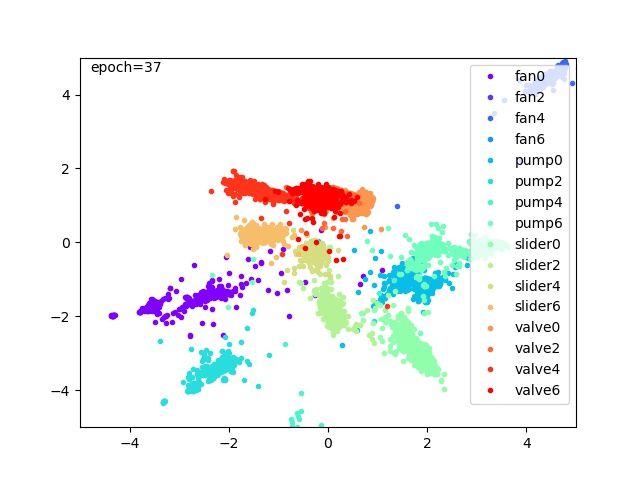 epoch=37
fan0
fan2
fan4
fan6
pump0
pump2
pump4
pump6
slider0
slider2
slider4
slider6
valve0
valve2
valve4
valve6
4
2
0
−2
−4
−4
−2
0
2
4